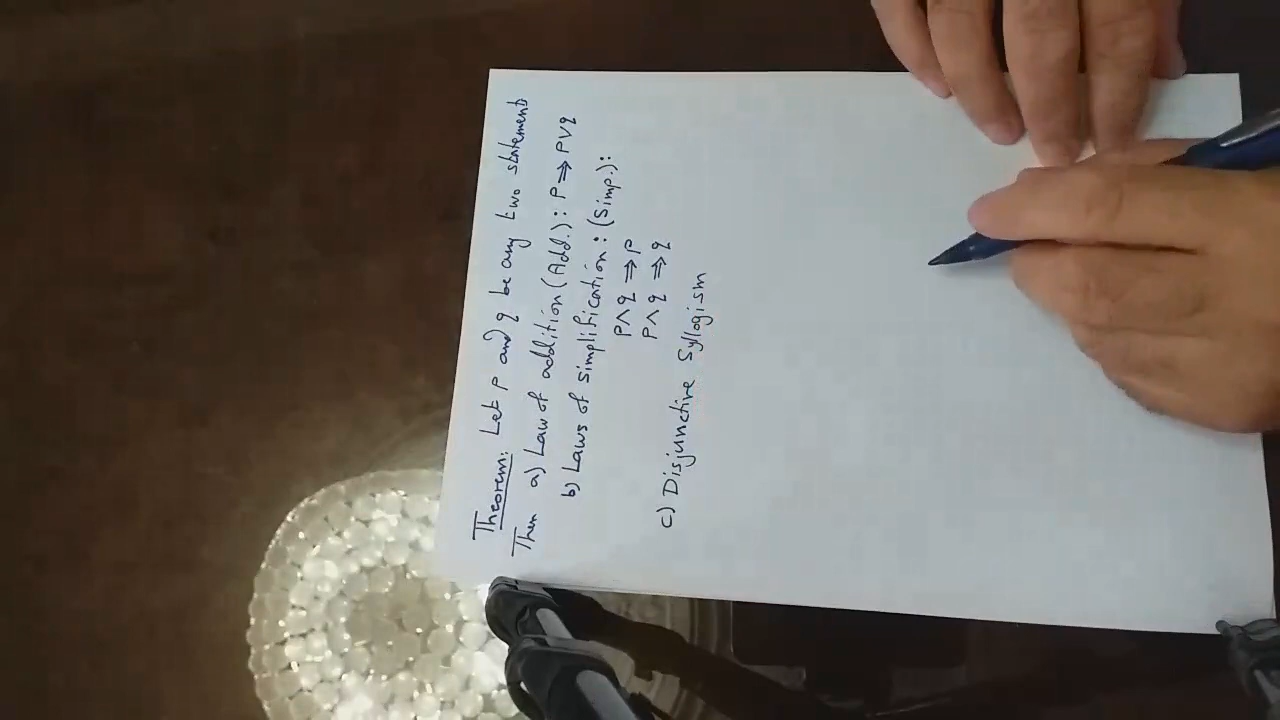 Theorem: Let p and q be any two statements
Then a) Law of addition (Add.): P ⇒ P∨q
b) Laws of simplification: (Simp.):
P∧q ⇒ p
P∧q ⇒ q
c) Disjunctive Syllogism